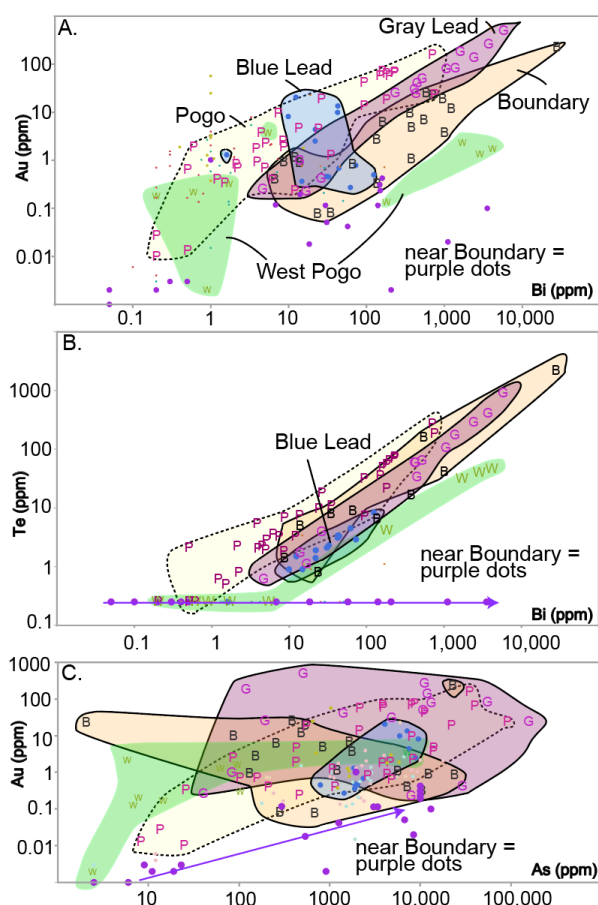 A.
Gray Lead
Blue Lead
Pogo
Boundary
West Pogo
near Boundary =
purple dots
Au (ppm)
100
10
1
0.1
0.01
Bi (ppm)
0.1
1
10
100
1,000
10,000
B.
Blue Lead
near Boundary =
purple dots
Te (ppm)
1000
100
10
1
0.1
Bi (ppm)
0.1
1
10
100
1,000
10,000
C.
near Boundary =
purple dots
Au (ppm)
1000
100
10
1
0.1
0.01
As (ppm)
10
100
1000
10.000
100.000